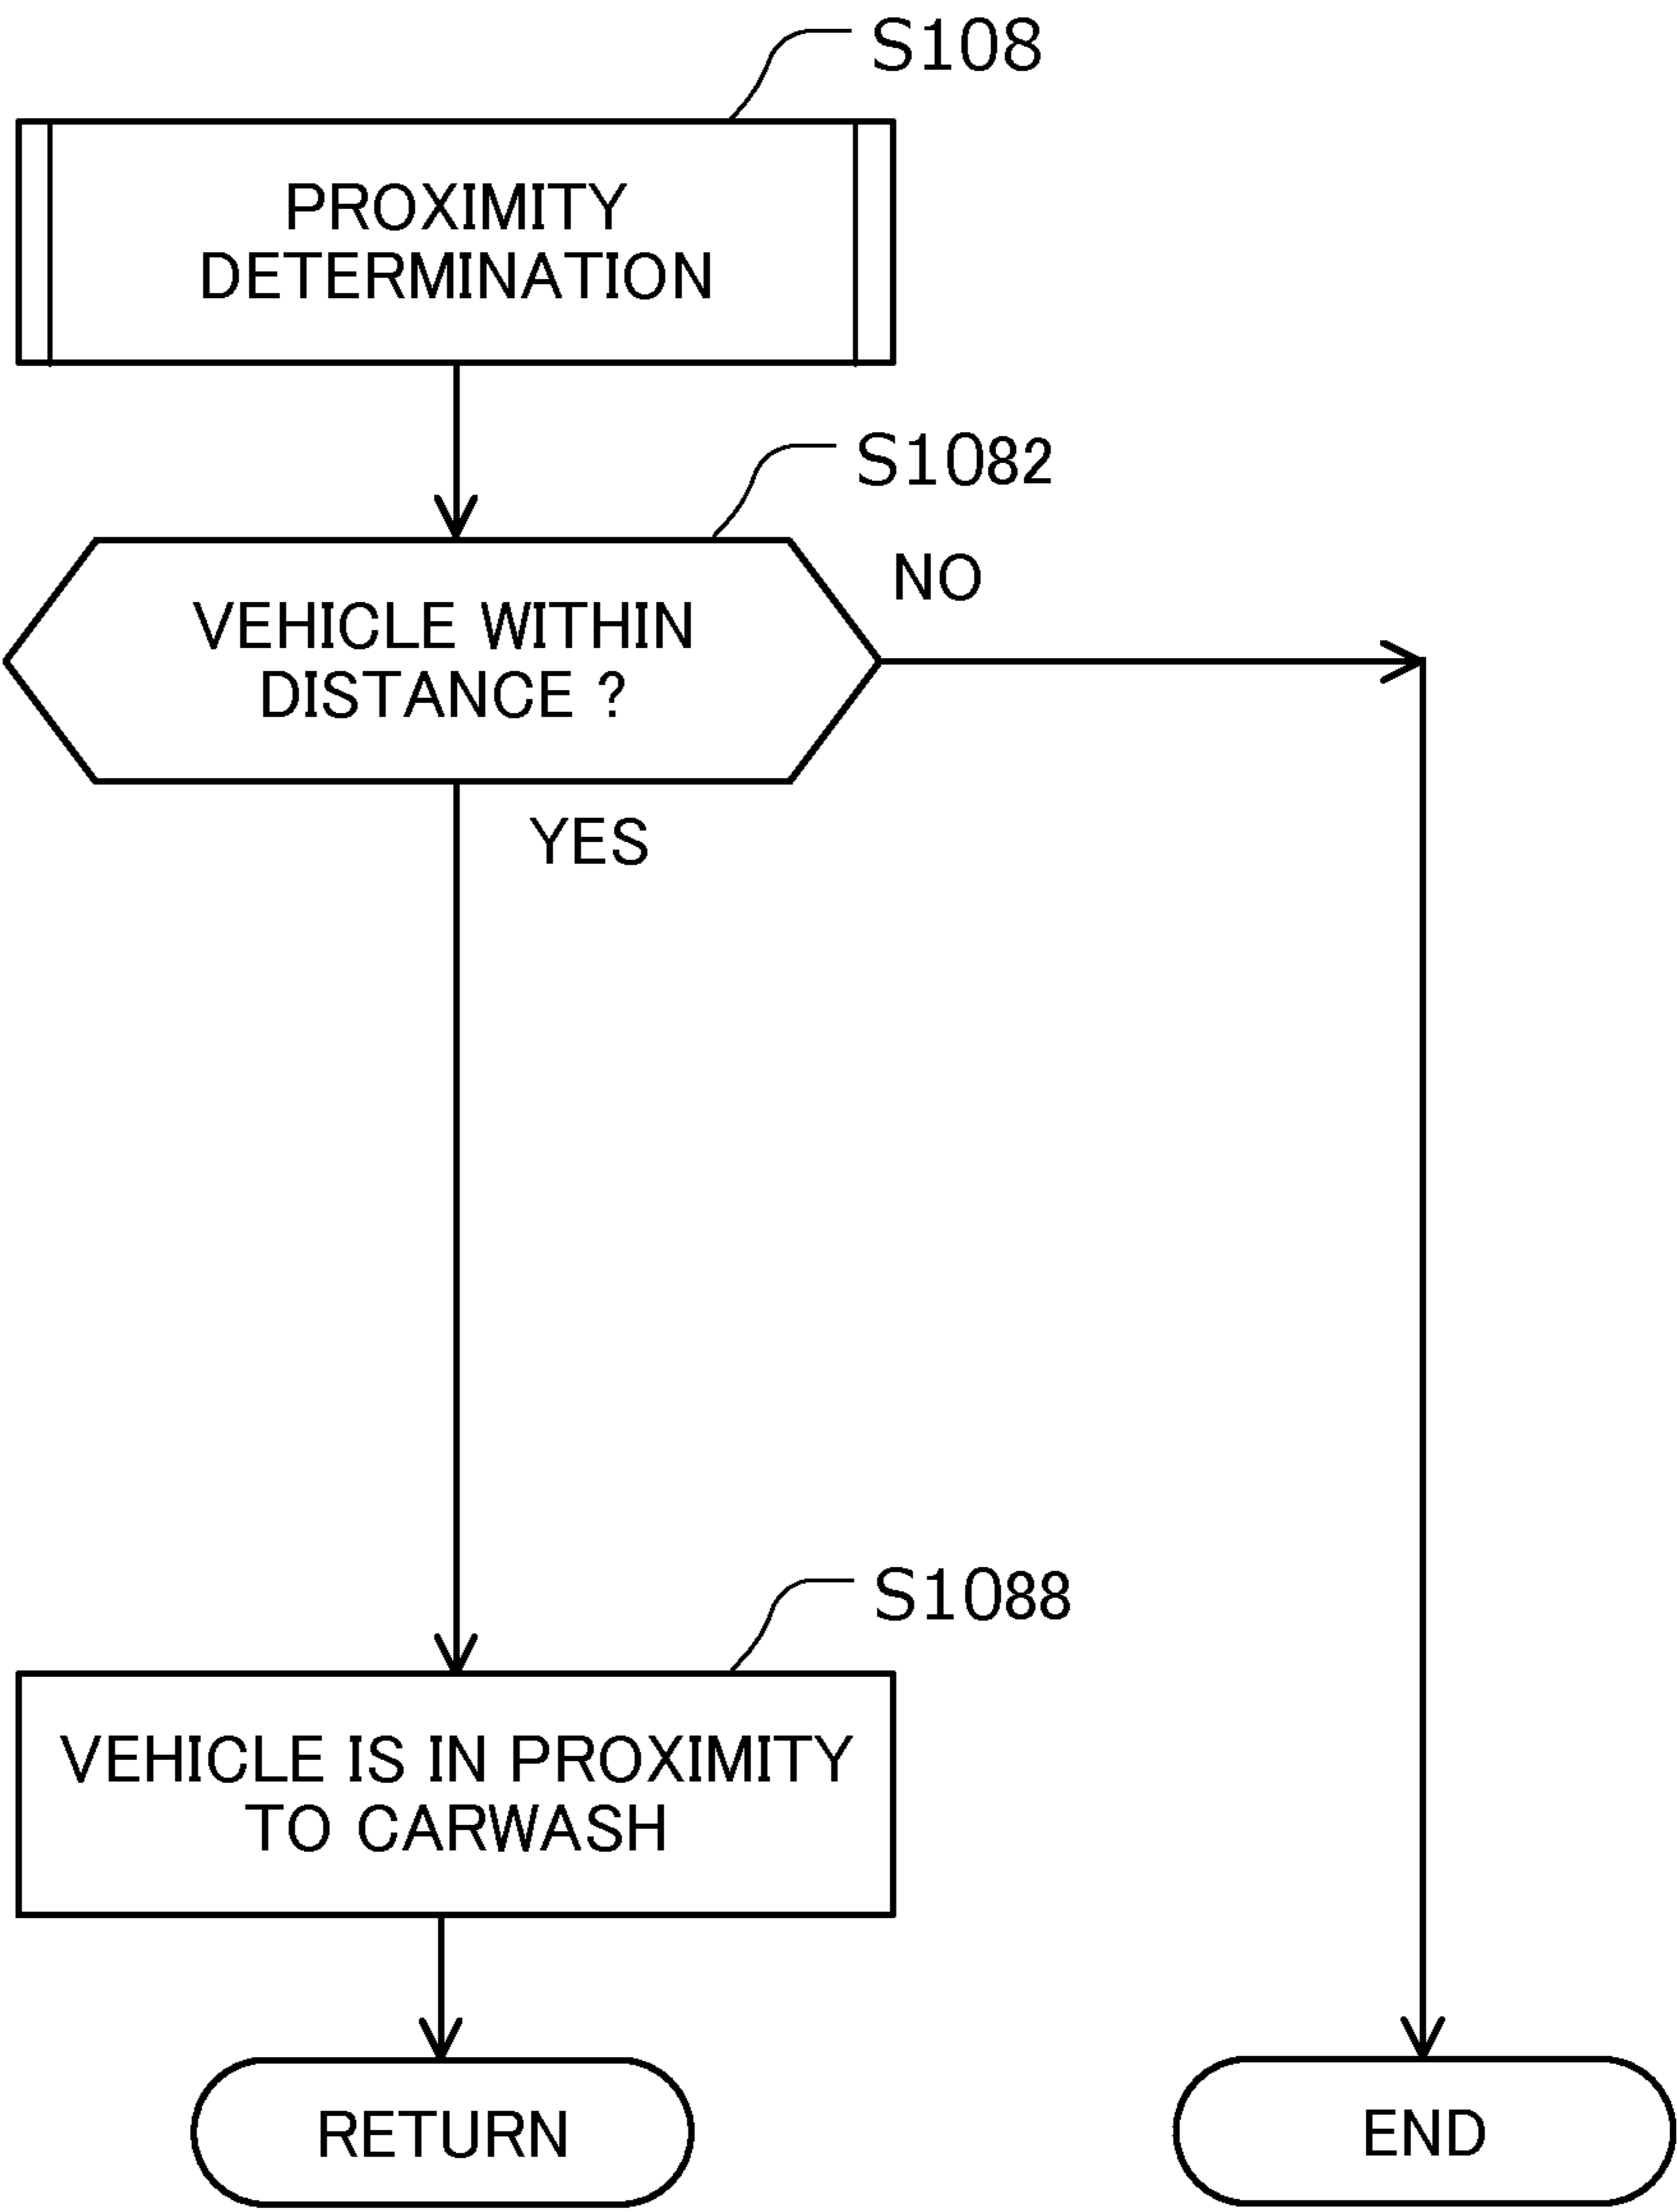 S108
PROXIMITY
DETERMINATION
S1082
NO
VEHICLE WITHIN
DISTANCE ?
YES
S1088
VEHICLE IS IN PROXIMITY
TO CARWASH
RETURN
END